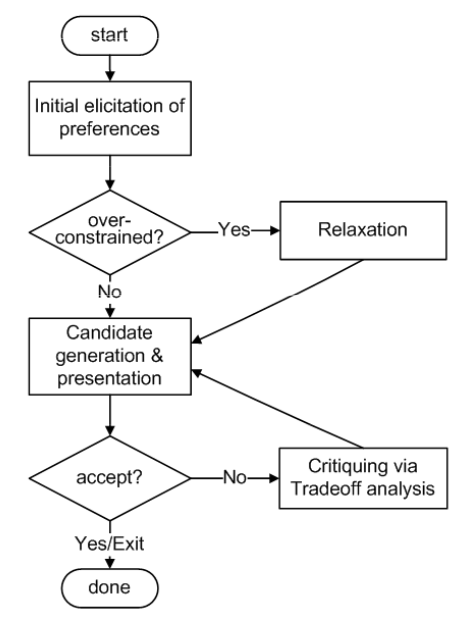 start
Initial elicitation of
preferences
over-
constrained?
Yes
Relaxation
No
Candidate
generation &
presentation
accept?
No
Critiquing via
Tradeoff analysis
Yes/Exit
done